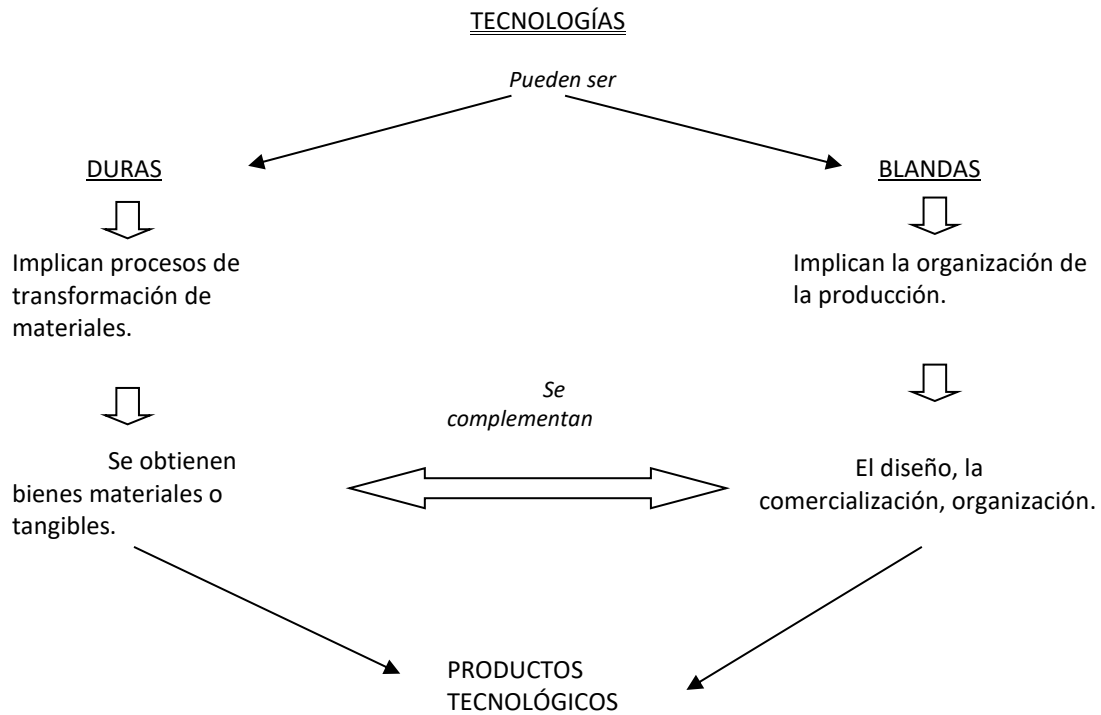 TECNOLOGÍAS
Pueden ser
DURAS
BLANDAS
Implican procesos de
transformación de
materiales.
Implican la organización de
la producción.
Se
complementan
Se obtienen
bienes materiales o
tangibles.
El diseño, la
comercialización, organización.
PRODUCTOS
TECNOLÓGICOS